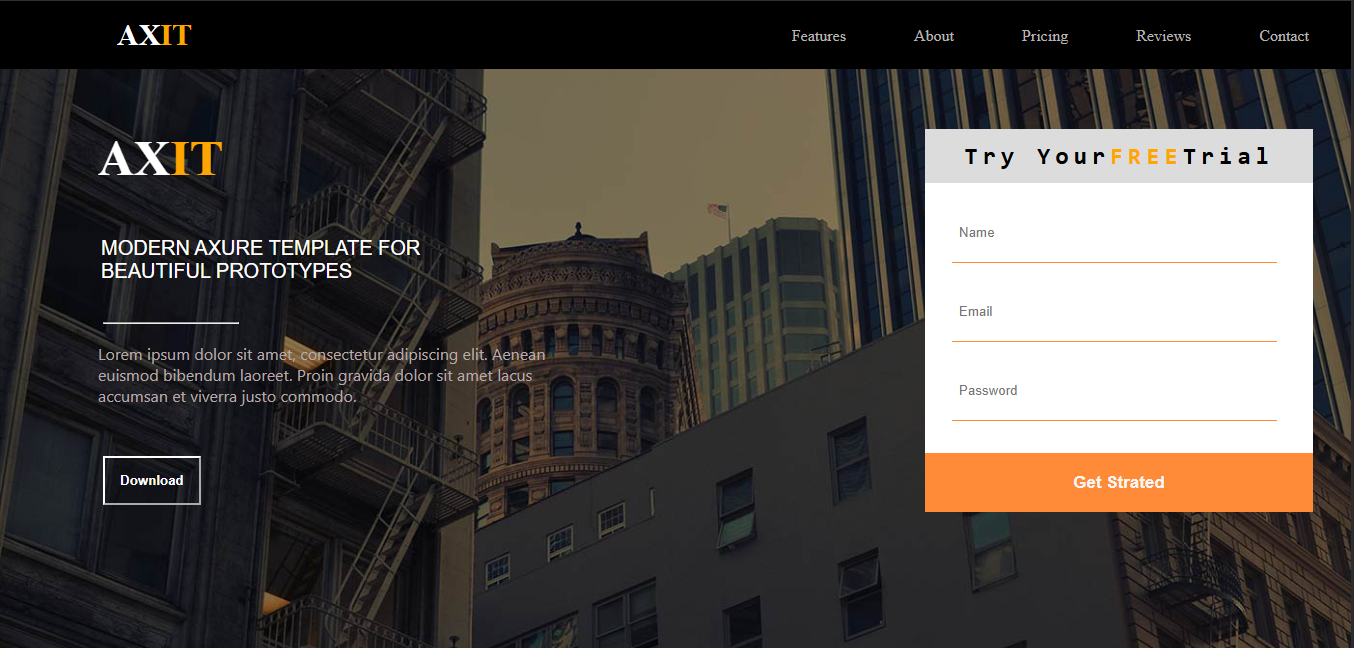 AXIT
Features About Pricing Reviews Contact
AXIT
MODERN AXURE TEMPLATE FOR
BEAUTIFUL PROTOTYPES
Lorem ipsum dolor sit amet, consectetur adipiscing elit. Aenean
euismod bibendum laoreet. Proin gravida dolor sit amet lacus
accumsan et viverra justo commodo.
Download
Try YourFREETrial
Name
Email
Password
Get Strated